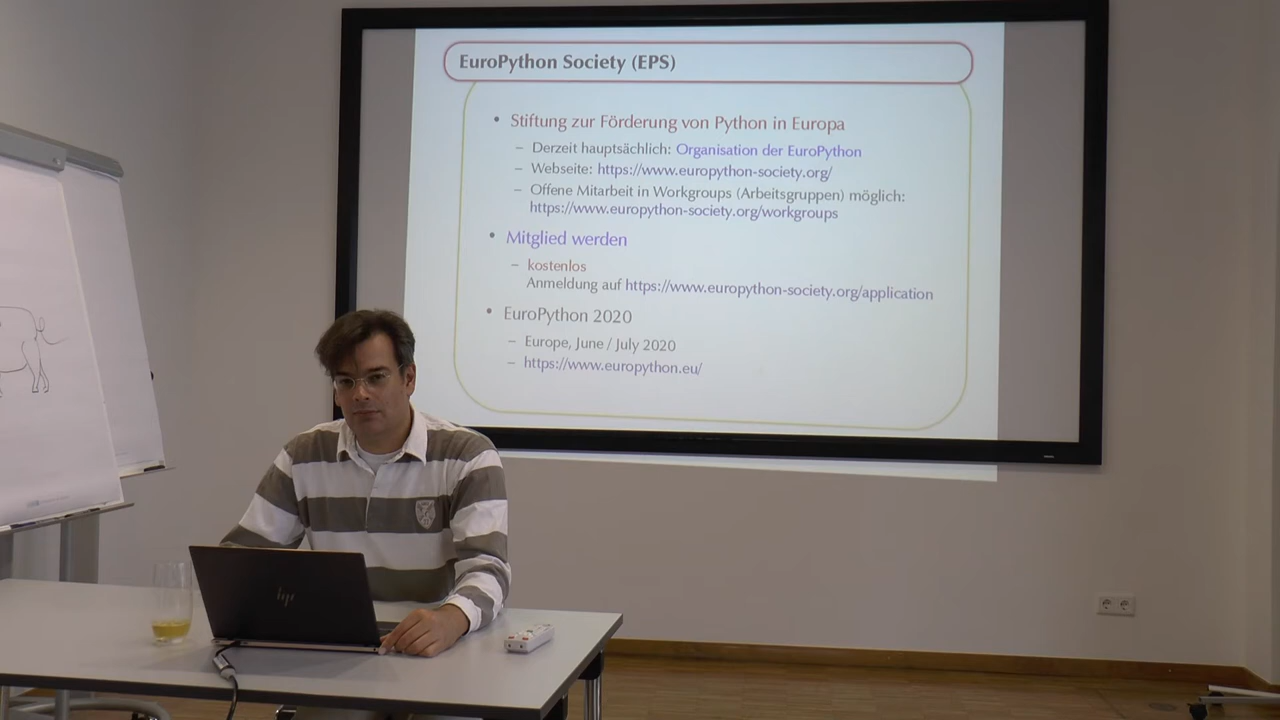 EuroPython Society (EPS)
• Stiftung zur Förderung von Python in Europa
– Derzeit hauptsächlich: Organisation der EuroPython
– Webseite: https://www.europython-society.org/
– Offene Mitarbeit in Workgroups (Arbeitsgruppen) möglich:
https://www.europython-society.org/workgroups
• Mitglied werden
– kostenlos
Anmeldung auf https://www.europython-society.org/application
• EuroPython 2020
– Europe, June / July 2020
– https://www.europython.eu/
hp